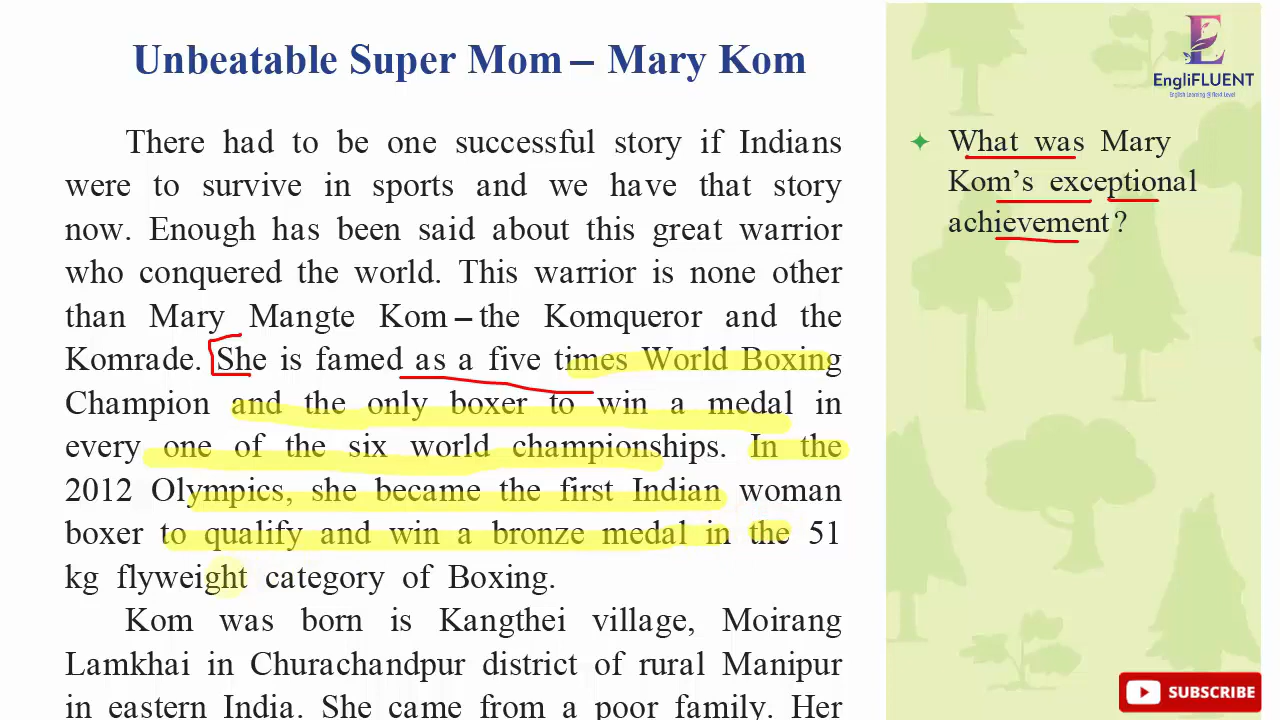 Unbeatable Super Mom – Mary Kom
There had to be one successful story if Indians
were to survive in sports and we have that story
now. Enough has been said about this great warrior
who conquered the world. This warrior is none other
than Mary Mangte Kom – the Komqueror and the
Komrade. She is famed as a five times World Boxing
Champion and the only boxer to win a medal in
every one of the six world championships. In the
2012 Olympics, she became the first Indian woman
boxer to qualify and win a bronze medal in the 51
kg flyweight category of Boxing.
Kom was born is Kangthei village, Moirang
Lamkhai in Churachandpur district of rural Manipur
in eastern India. She came from a poor family. Her
E
EngliFLUENT
English Learning @ Next Level
What was Mary
Kom's exceptional
achievement?
SUBSCRIBE